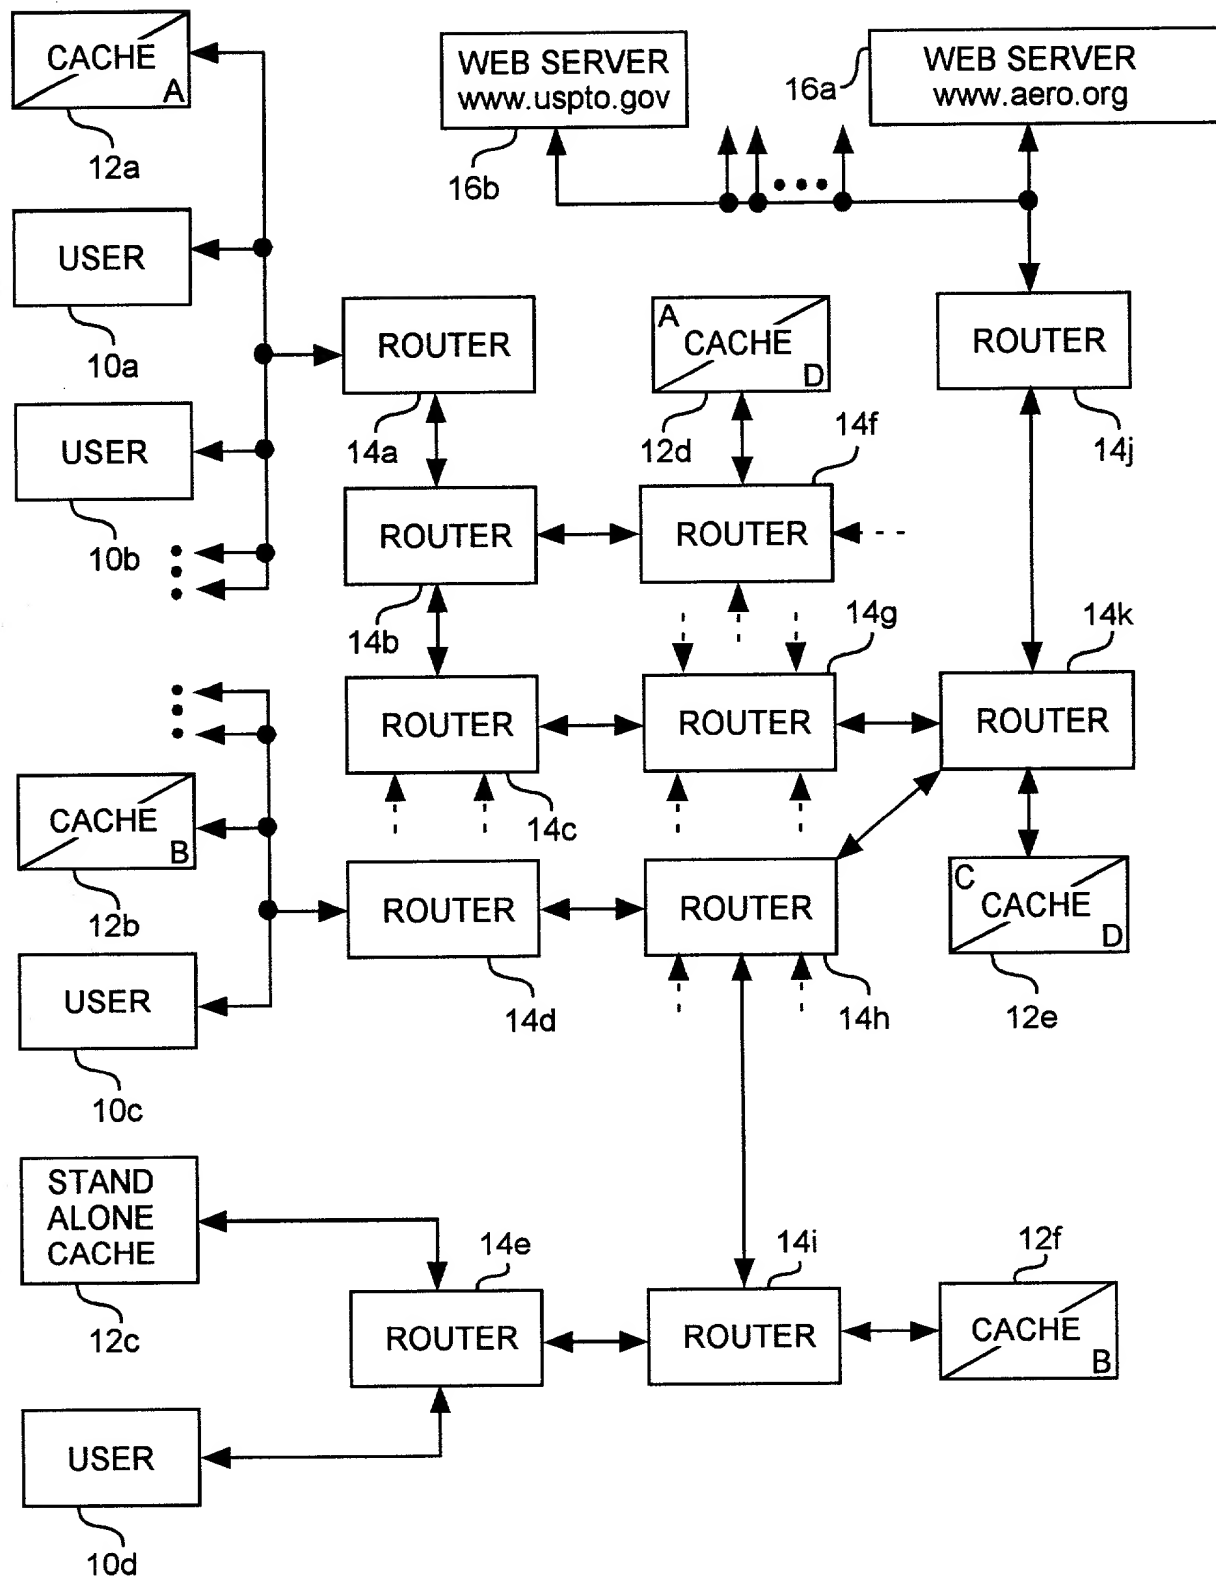 CACHE
A
12a
WEB SERVER
www.uspto.gov
16b
16a
WEB SERVER
www.aero.org
USER
10a
ROUTER
14a
A
CACHE
D
12d
ROUTER
14j
USER
10b
ROUTER
14b
14f
ROUTER
14g
14k
ROUTER
14c
ROUTER
ROUTER
CACHE
B
12b
ROUTER
14d
ROUTER
14h
C
CACHE
D
12e
USER
10c
STAND
ALONE
CACHE
12c
14e
ROUTER
14i
ROUTER
12f
CACHE
B
USER
10d